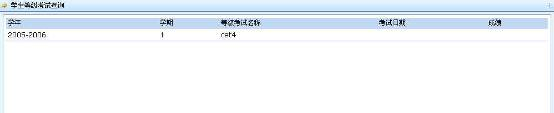 学生等级考试查询
学年 学期 等级考试名称 考试日期 成绩
2005-2006 1 cet4